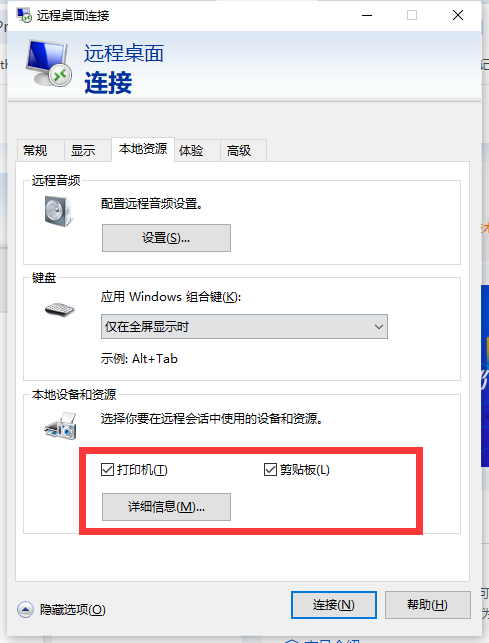 远程桌面连接
远程桌面
连接
常规 显示 本地资源 体验 高级
远程音频
配置远程音频设置。
设置(S)...
键盘
应用 Windows 组合键(K):
仅在全屏显示时
示例: Alt+Tab
本地设备和资源
选择你要在远程会话中使用的设备和资源。
打印机(T) 剪贴板(L)
详细信息(M)...
隐藏选项(O) 连接(N) 帮助(H)